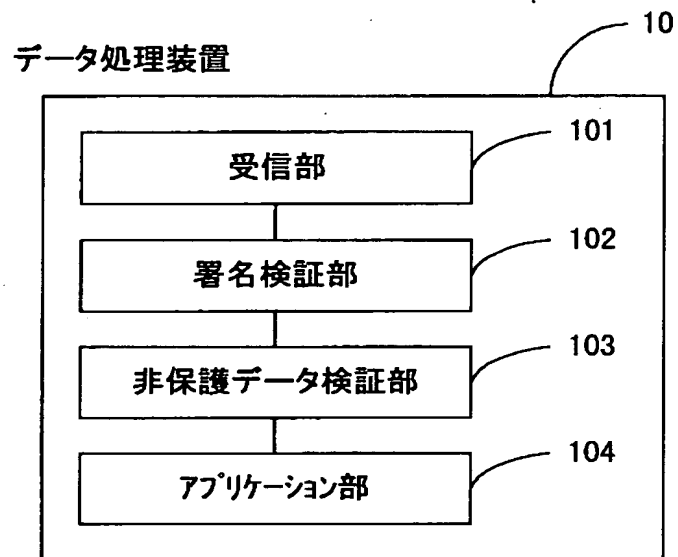 10
データ処理装置
101
受信部
102
署名検証部
103
非保護データ検証部
104
アプリケーション部